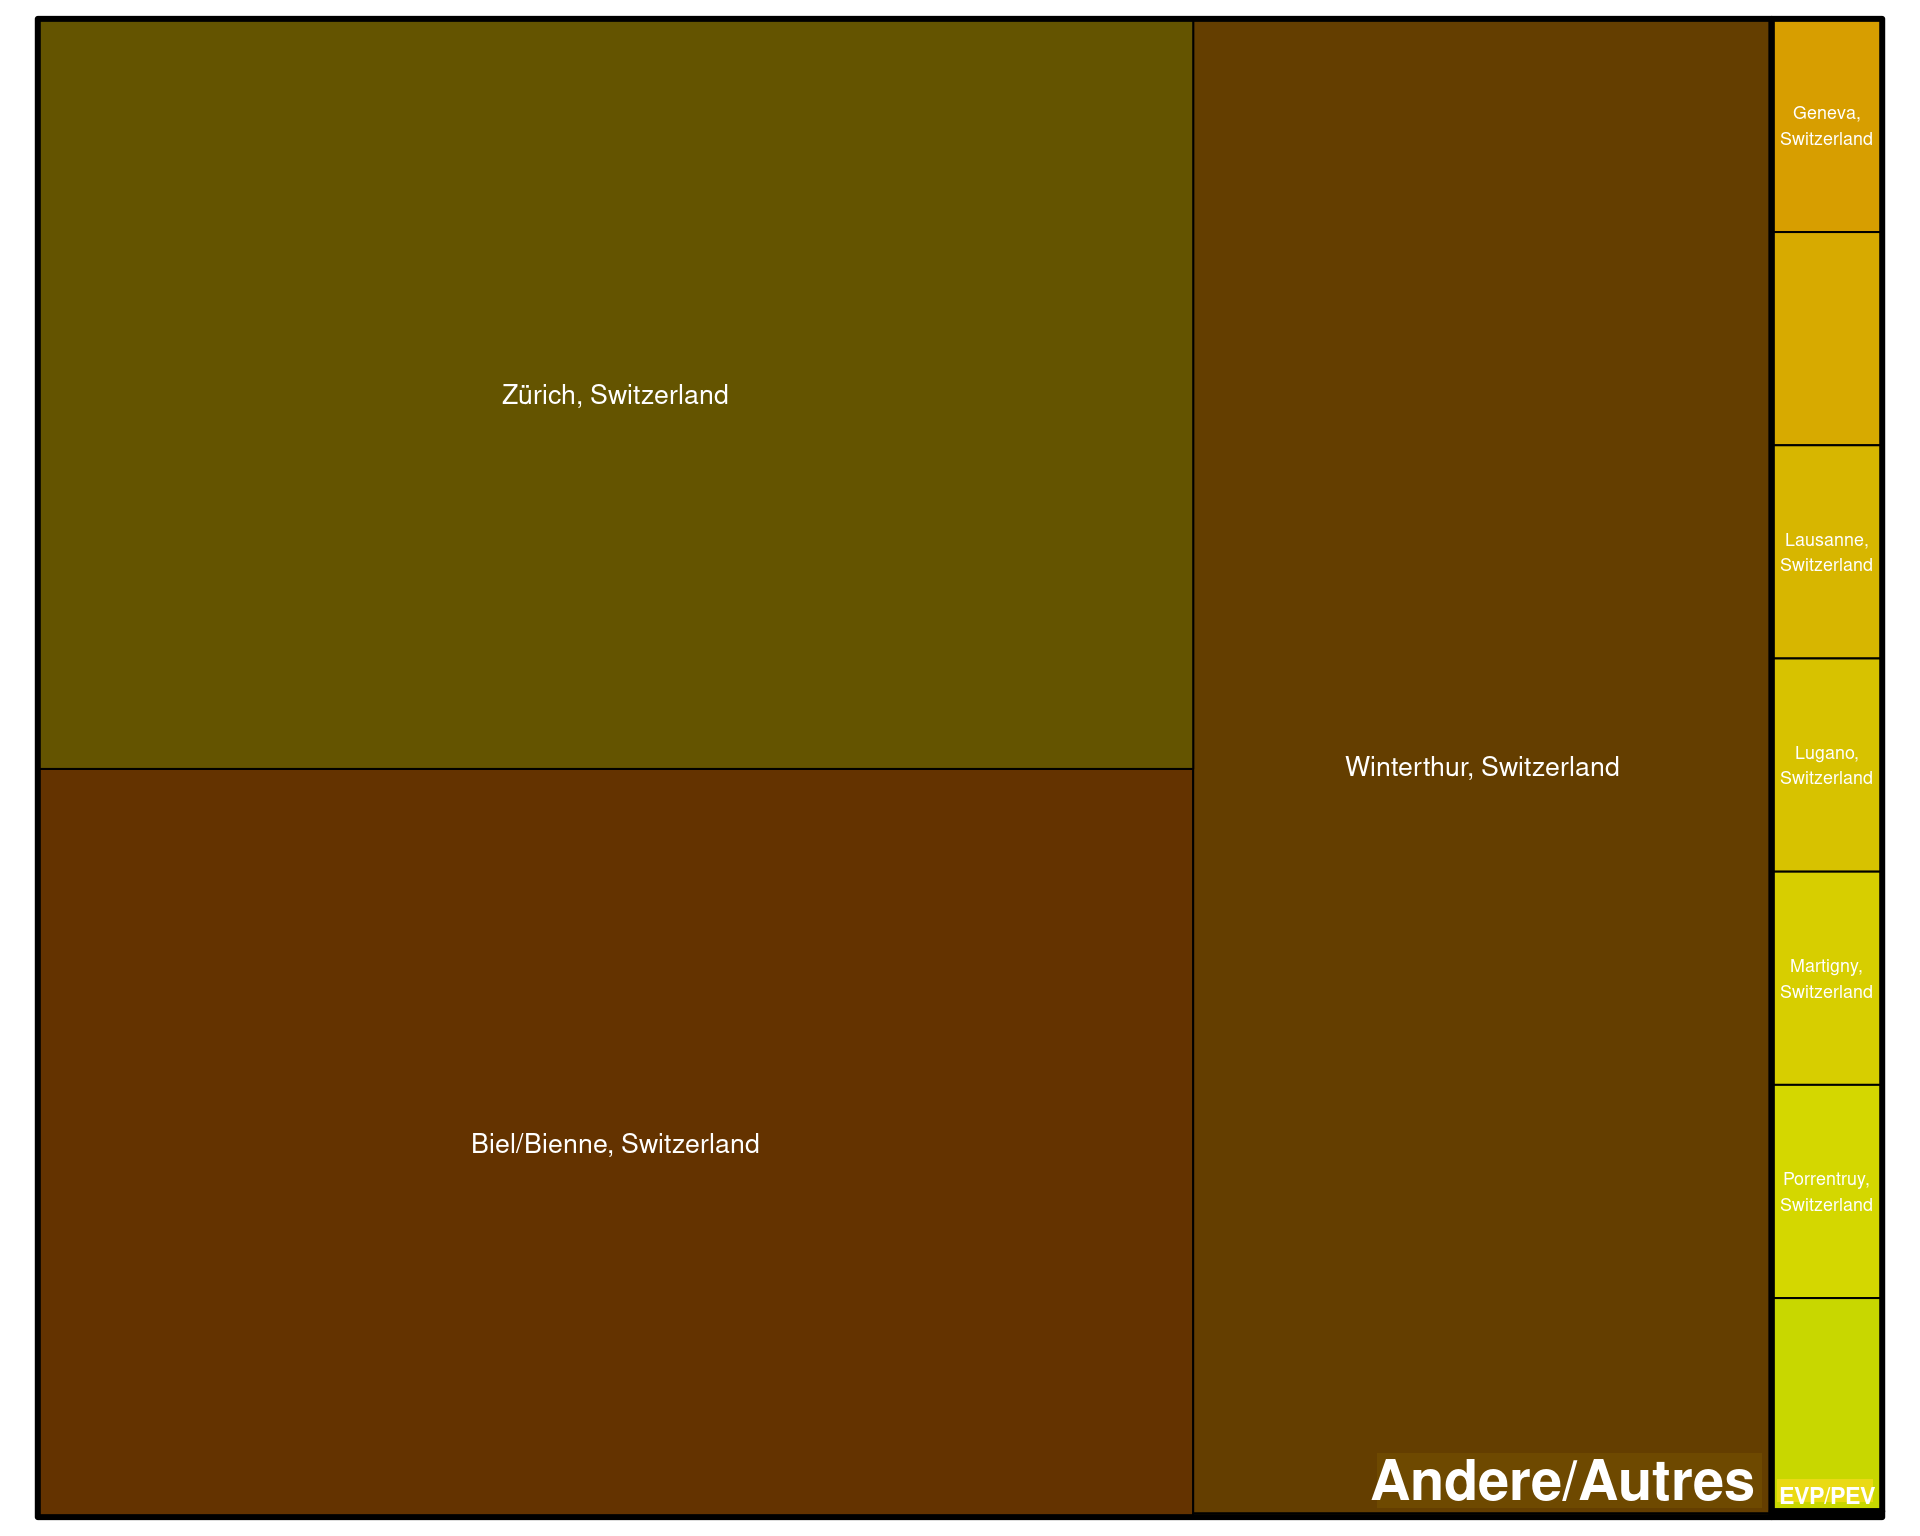 Zürich, Switzerland
Biel/Bienne, Switzerland
Winterthur, Switzerland
Andere/Autres
Geneva,
Switzerland
Lausanne,
Switzerland
Lugano,
Switzerland
Martigny,
Switzerland
Porrentruy,
Switzerland
EVP/PEV